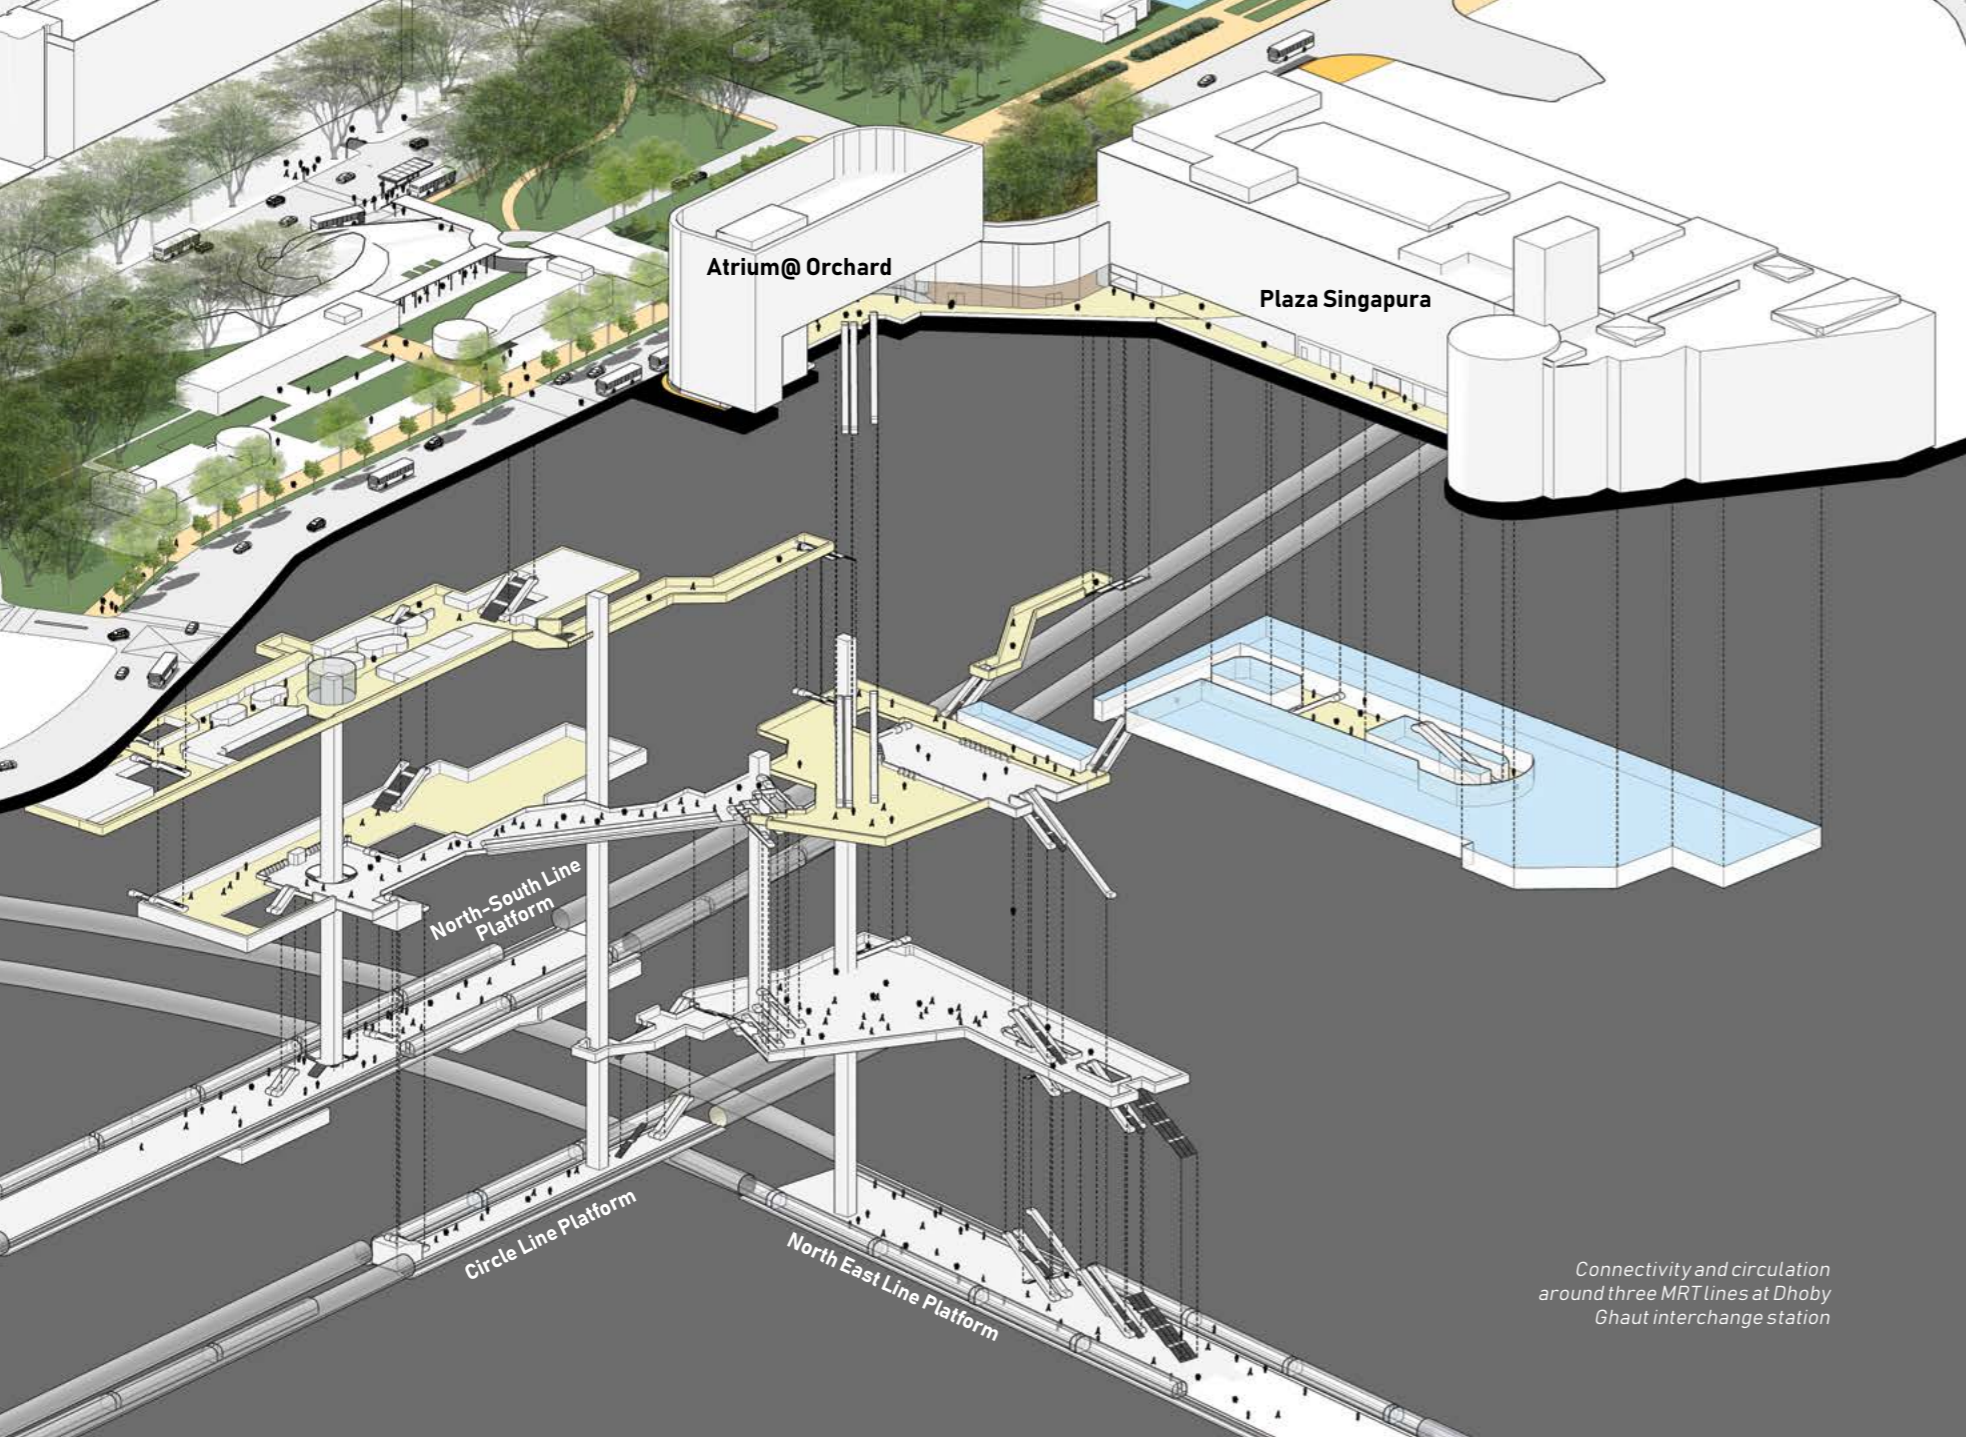 Atrium@ Orchard
Plaza Singapura
North-South Line
Platform
Circle Line Platform
North East Line Platform
Connectivity and circulation
around three MRT lines at Dhoby
Ghaut interchange station